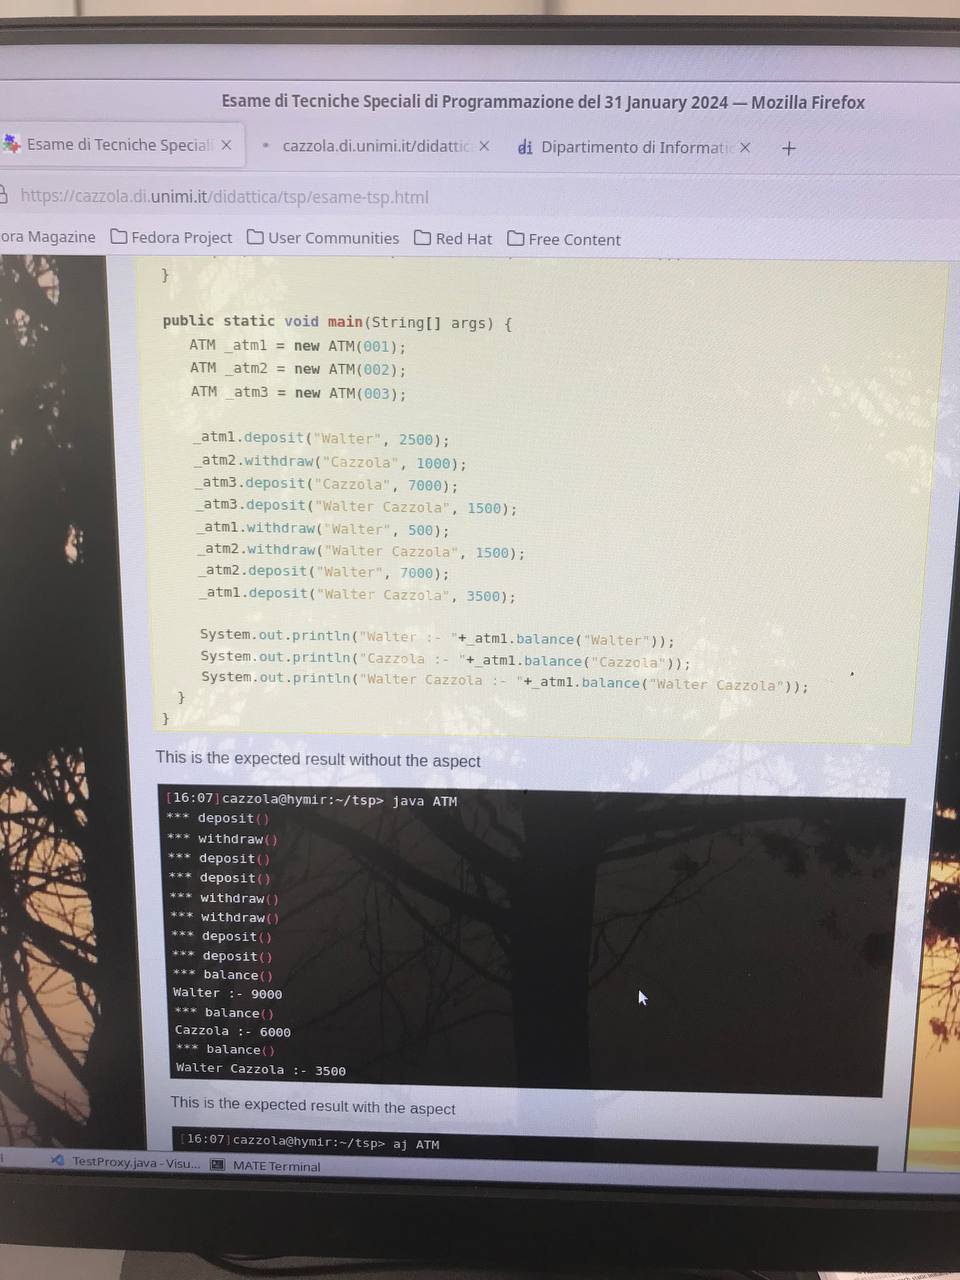 Esame di Tecniche Speciali di Programmazione del 31 January 2024 — Mozilla Firefox
Esame di Tecniche Speciali
cazzola.di.unimi.it/didattic
Dipartimento di Informatic
https://cazzola.di.unimi.it/didattica/tsp/esame-tsp.html
ora Magazine Fedora Project User Communities Red Hat Free Content
}
public static void main(String[] args) {
ATM _atm1 = new ATM(001);
ATM _atm2 = new ATM(002);
ATM _atm3 = new ATM(003);
_atm1.deposit("Walter", 2500);
_atm2.withdraw("Cazzola", 1000);
_atm3.deposit("Cazzola", 7000);
_atm3.deposit("Walter Cazzola", 1500);
_atm1.withdraw("Walter", 500);
_atm2.withdraw("Walter Cazzola", 1500);
_atm2.deposit("Walter", 7000);
_atm1.deposit("Walter Cazzola", 3500);
System.out.println("Walter :- "+_atm1.balance("Walter"));
System.out.println("Cazzola :- "+_atm1.balance("Cazzola"));
System.out.println("Walter Cazzola :- "+_atm1.balance("Walter Cazzola"));
}
}
This is the expected result without the aspect
[16:07]cazzola@hymir:~/tsp> java ATM
*** deposit()
*** withdraw()
*** deposit()
*** deposit()
*** withdraw()
*** withdraw()
*** deposit()
*** deposit()
*** balance()
Walter :- 9000
*** balance()
Cazzola :- 6000
*** balance()
Walter Cazzola :- 3500
This is the expected result with the aspect
[16:07]cazzola@hymir:~/tsp> aj ATM
TestProxy.java - Visu... MATE Terminal